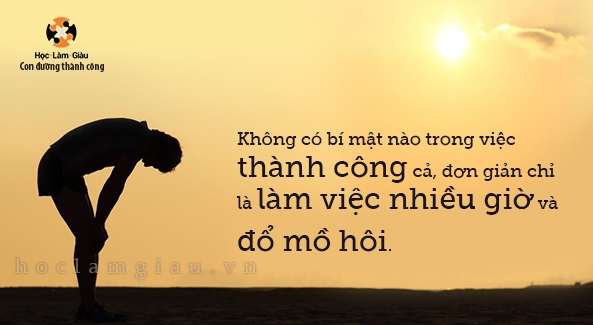 Học·Làm·Giàu
Con đường thành công
Không có bí mật nào trong việc
thành công cả, đơn giản chỉ
là làm việc nhiều giờ và
đổ mồ hôi.
hoclamgiau.vn